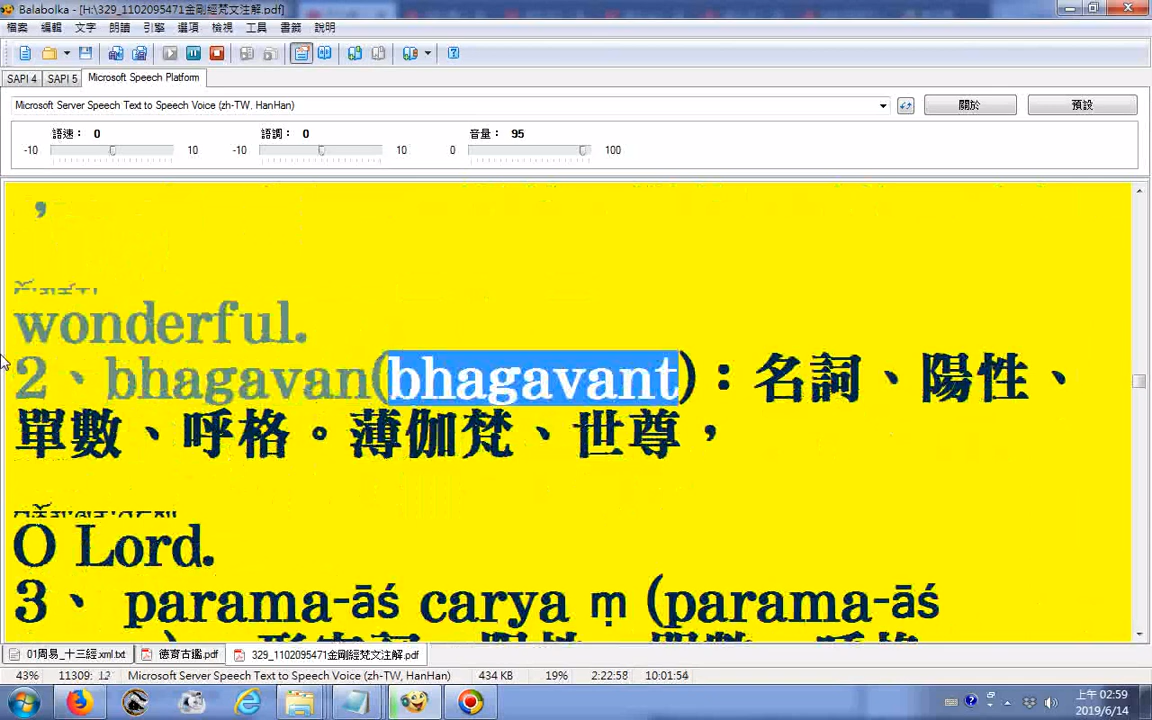 Balabolka - [H:\329_1102095471金剛經梵文注解.pdf]
檔案 編輯 文字 朗讀 引擎 選項 檢視 工具 書籤 說明
SAPI 4 SAPI 5 Microsoft Speech Platform
Microsoft Server Speech Text to Speech Voice (zh-TW, HanHan)
關於 預設
語速： 0 語調： 0 音量： 95
-10 10 -10 10 0 100
，
wonderful.
2、bhagavan(bhagavant)：名詞、陽性、
單數、呼格。薄伽梵、世尊，
O Lord.
3、 parama-āś carya ṃ (parama-āś
01周易_十三經.xml.txt 德育古鑑.pdf 329_1102095471金剛經梵文注解.pdf
43% 11309: 12 Microsoft Server Speech Text to Speech Voice (zh-TW, HanHan) 434 KB 19% 2:22:58 10:01:54
上午 02:59
2019/6/14